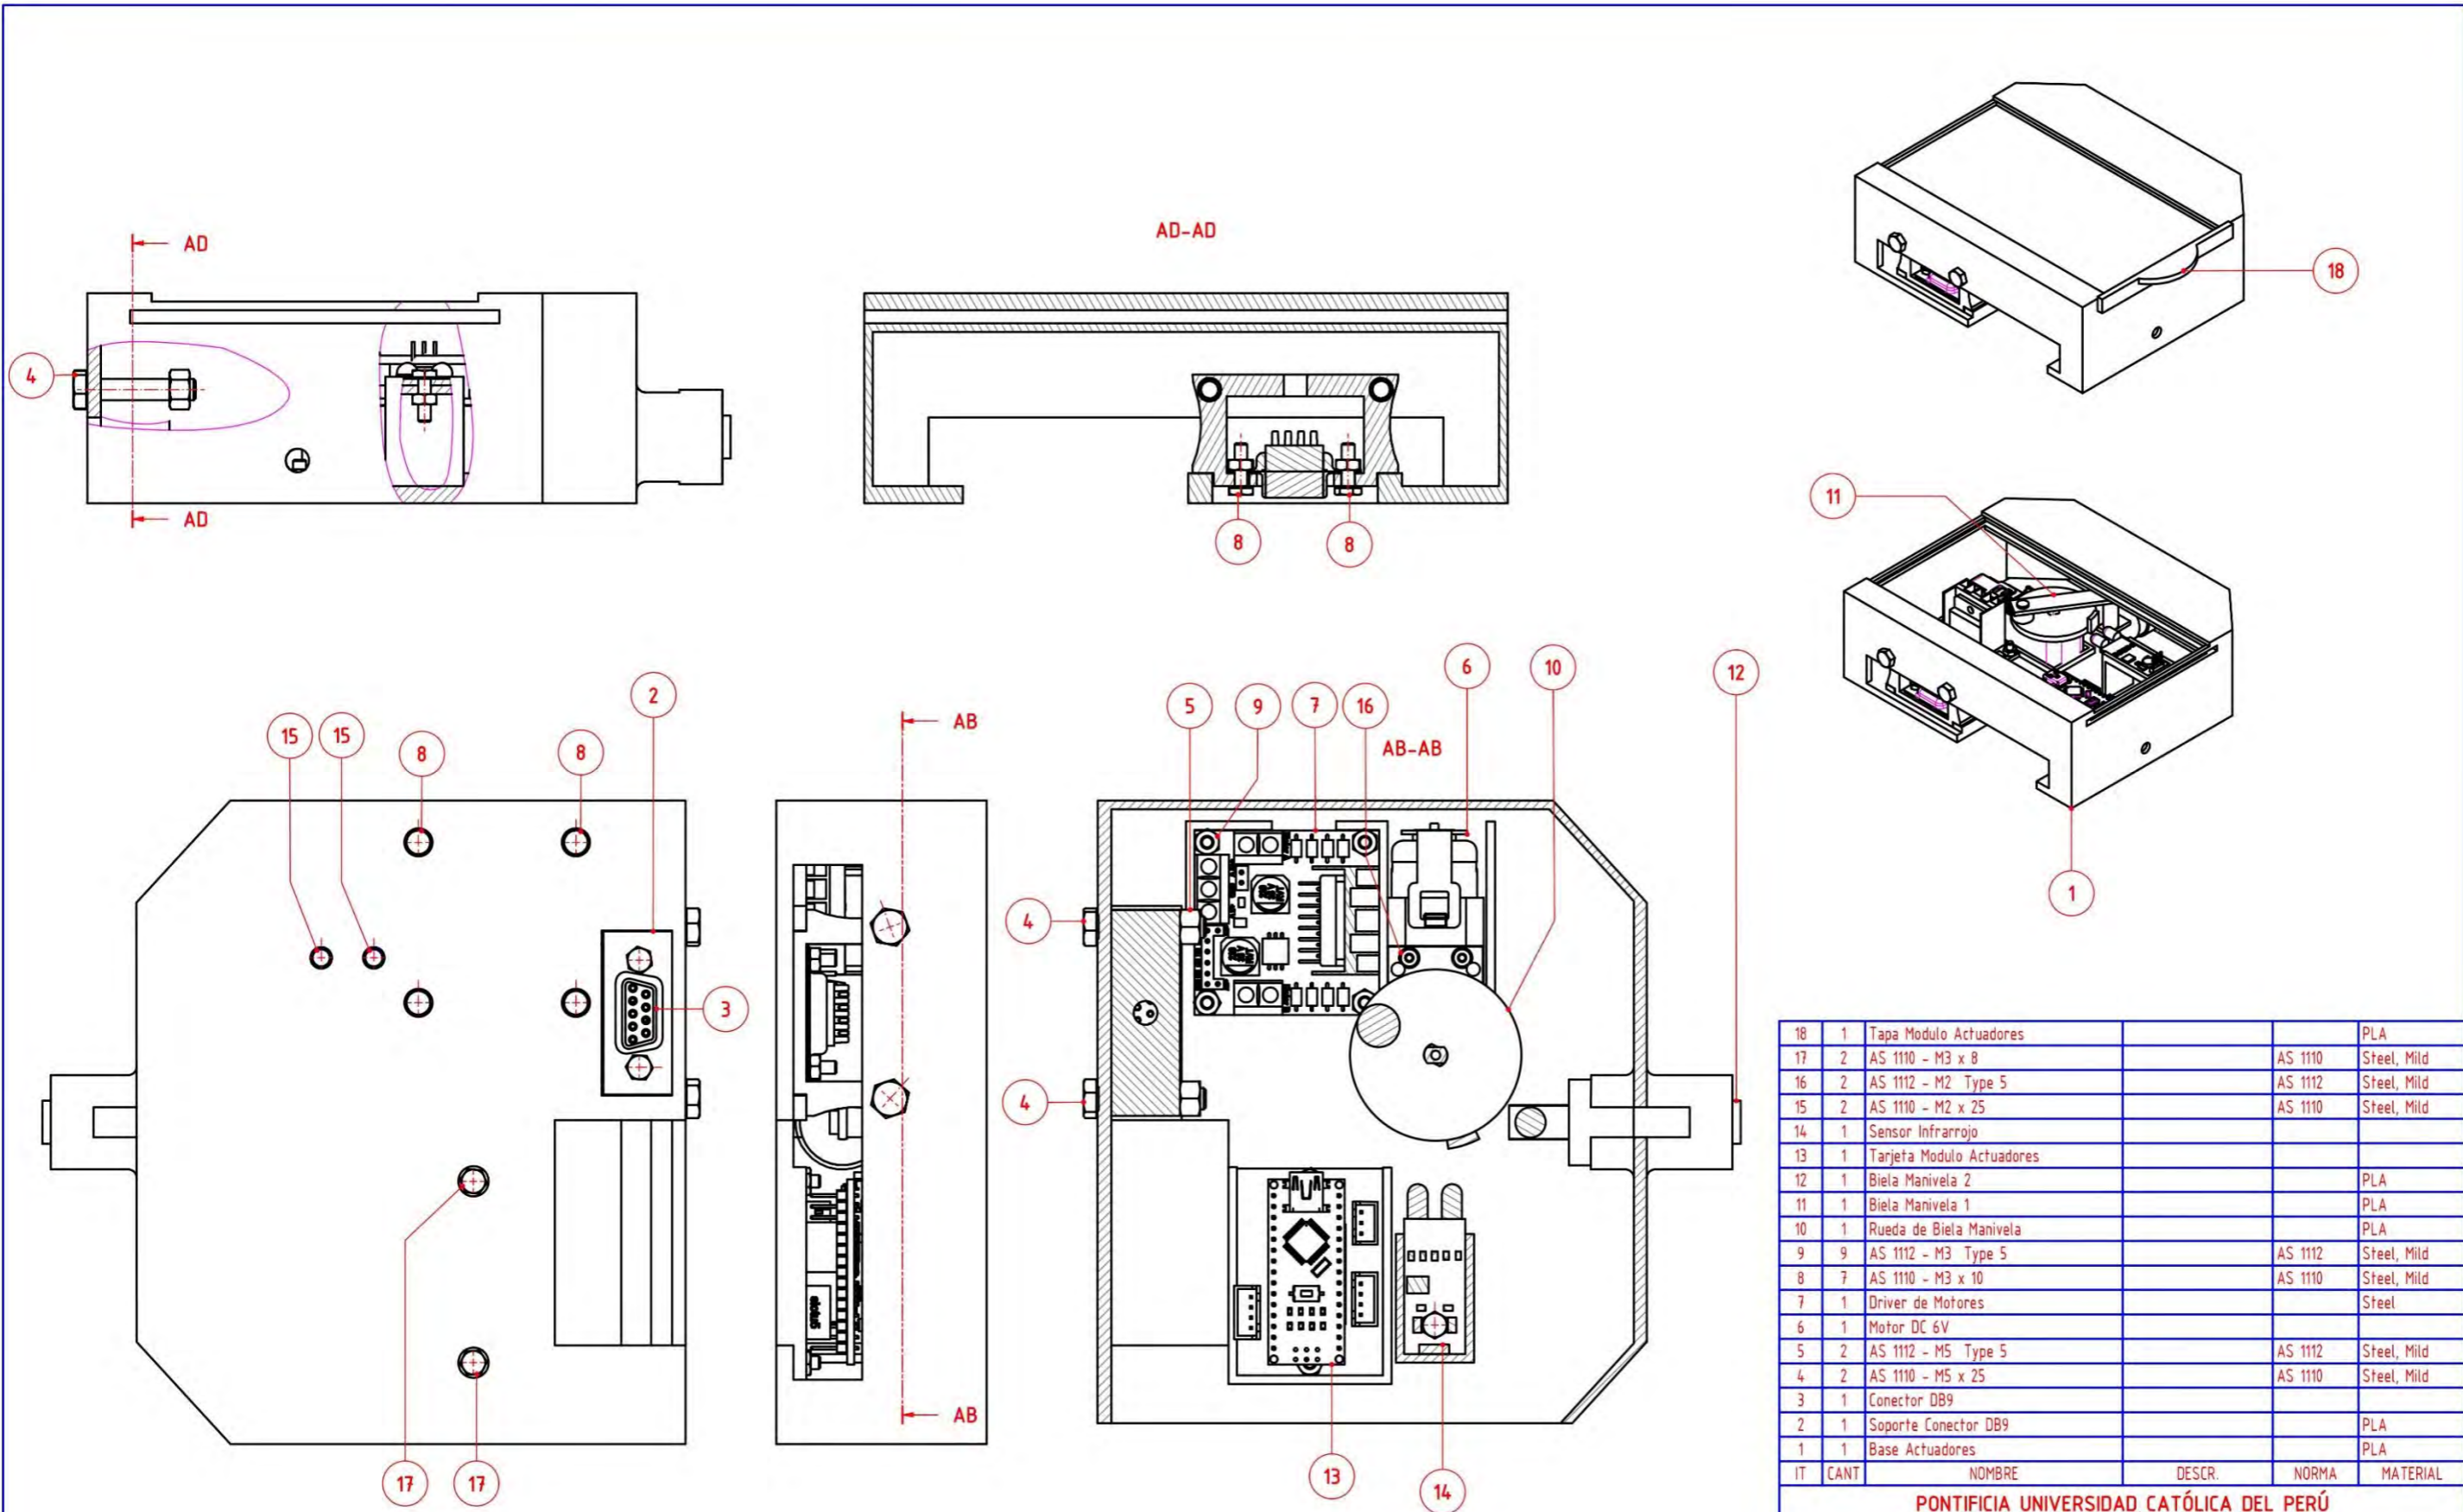 AD
AD-AD
18
4
AD
8
8
11
2
6
10
12
5
9
7
16
15
15
8
8
AB
AB-AB
1
4
3
4
AB
17
17
13
14
18 1 Tapa Modulo Actuadores PLA
17 2 AS 1110 - M3 x 8 AS 1110 Steel, Mild
16 2 AS 1112 - M2 Type 5 AS 1112 Steel, Mild
15 2 AS 1110 - M2 x 25 AS 1110 Steel, Mild
14 1 Sensor Infrarrojo
13 1 Tarjeta Modulo Actuadores
12 1 Biela Manivela 2 PLA
11 1 Biela Manivela 1 PLA
10 1 Rueda de Biela Manivela PLA
9 9 AS 1112 - M3 Type 5 AS 1112 Steel, Mild
8 7 AS 1110 - M3 x 10 AS 1110 Steel, Mild
7 1 Driver de Motores Steel
6 1 Motor DC 6V
5 2 AS 1112 - M5 Type 5 AS 1112 Steel, Mild
4 2 AS 1110 - M5 x 25 AS 1110 Steel, Mild
3 1 Conector DB9
2 1 Soporte Conector DB9 PLA
1 1 Base Actuadores PLA
IT CANT NOMBRE DESCR. NORMA MATERIAL
PONTIFICIA UNIVERSIDAD CATÓLICA DEL PERÚ